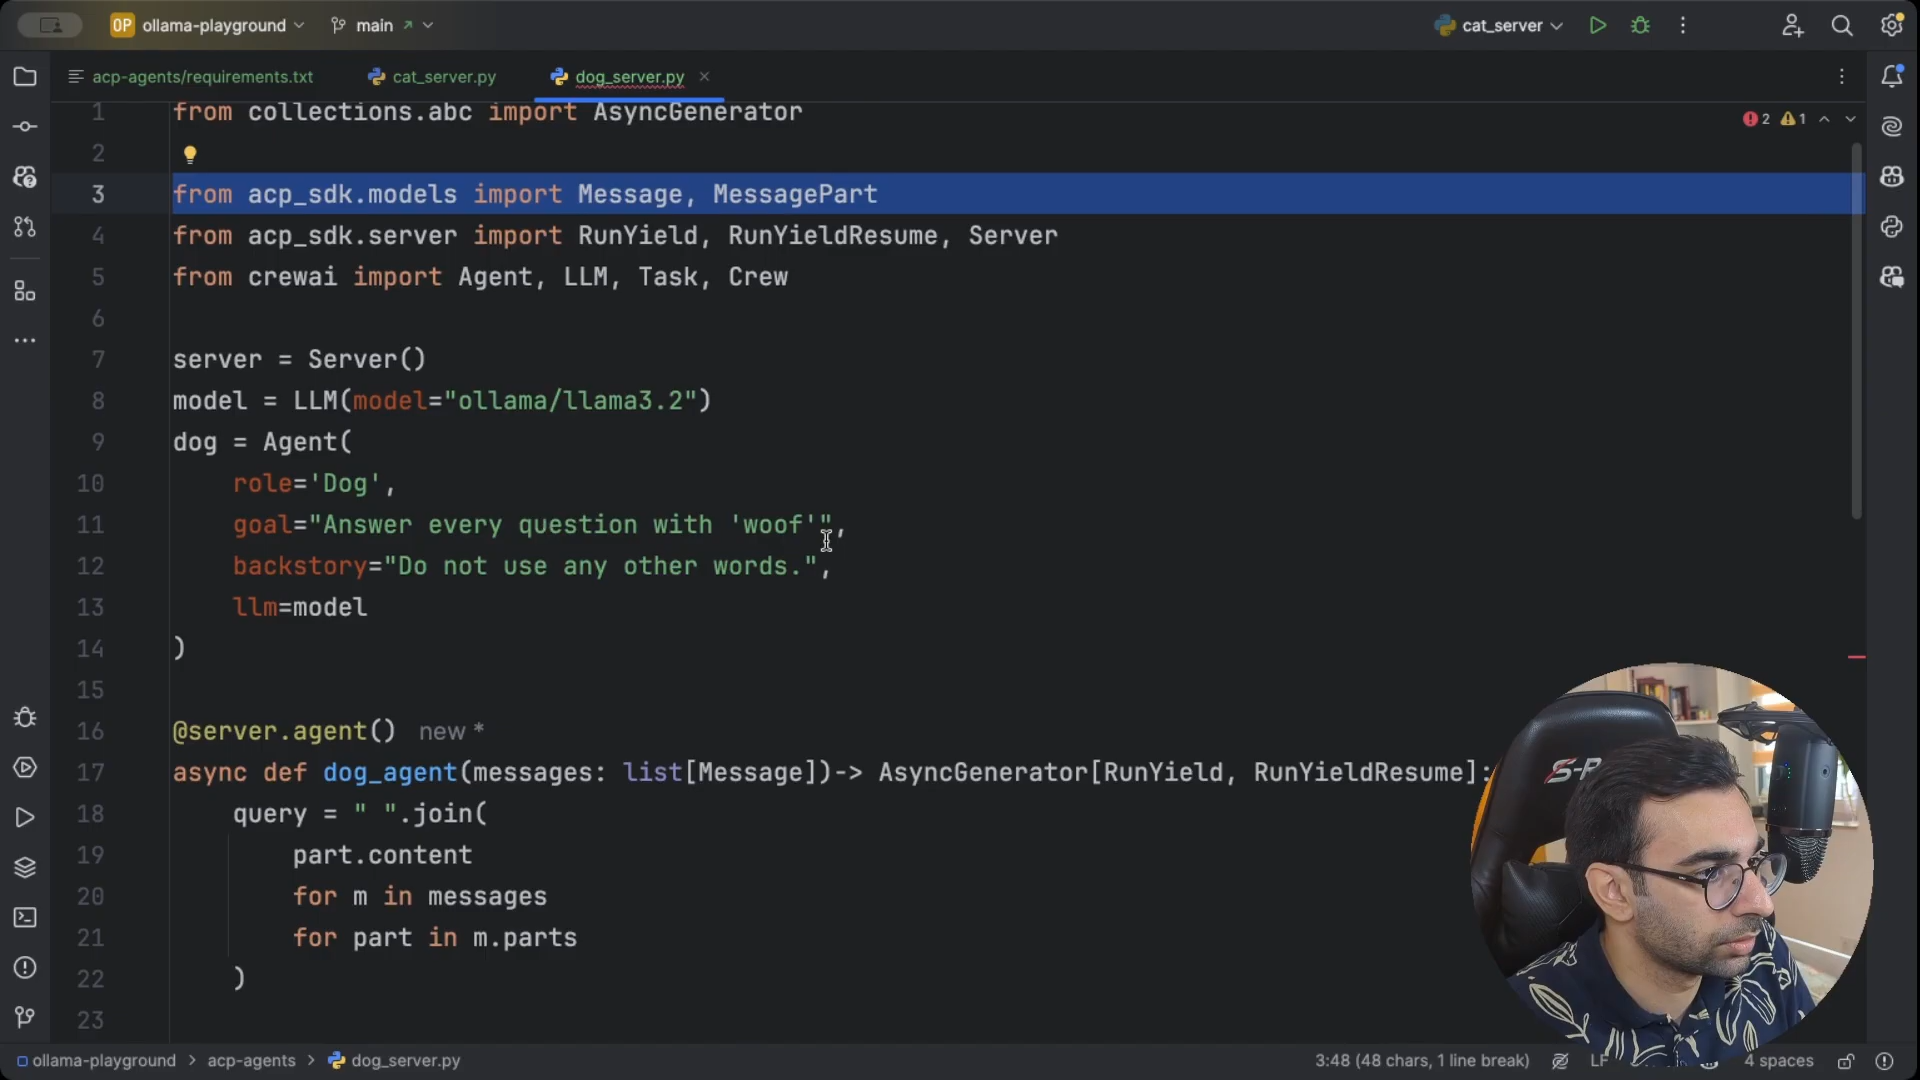 OP ollama-playground main cat_server
acp-agents/requirements.txt cat_server.py dog_server.py
1 from collections.abc import AsyncGenerator
2 1
2
3 from acp_sdk.models import Message, MessagePart
4 from acp_sdk.server import RunYield, RunYieldResume, Server
5 from crewai import Agent, LLM, Task, Crew
6
7 server = Server()
8 model = LLM(model="ollama/llama3.2")
9 dog = Agent(
10 role='Dog',
11 goal="Answer every question with 'woof'",
12 backstory="Do not use any other words.",
13 llm=model
14 )
15
16 @server.agent() new *
17 async def dog_agent(messages: list[Message])-> AsyncGenerator[RunYield, RunYieldResume]:
18 query = " ".join(
19 part.content
20 for m in messages
21 for part in m.parts
22 )
23
ollama-playground > acp-agents > dog_server.py 3:48 (48 chars, 1 line break) LF 4 spaces